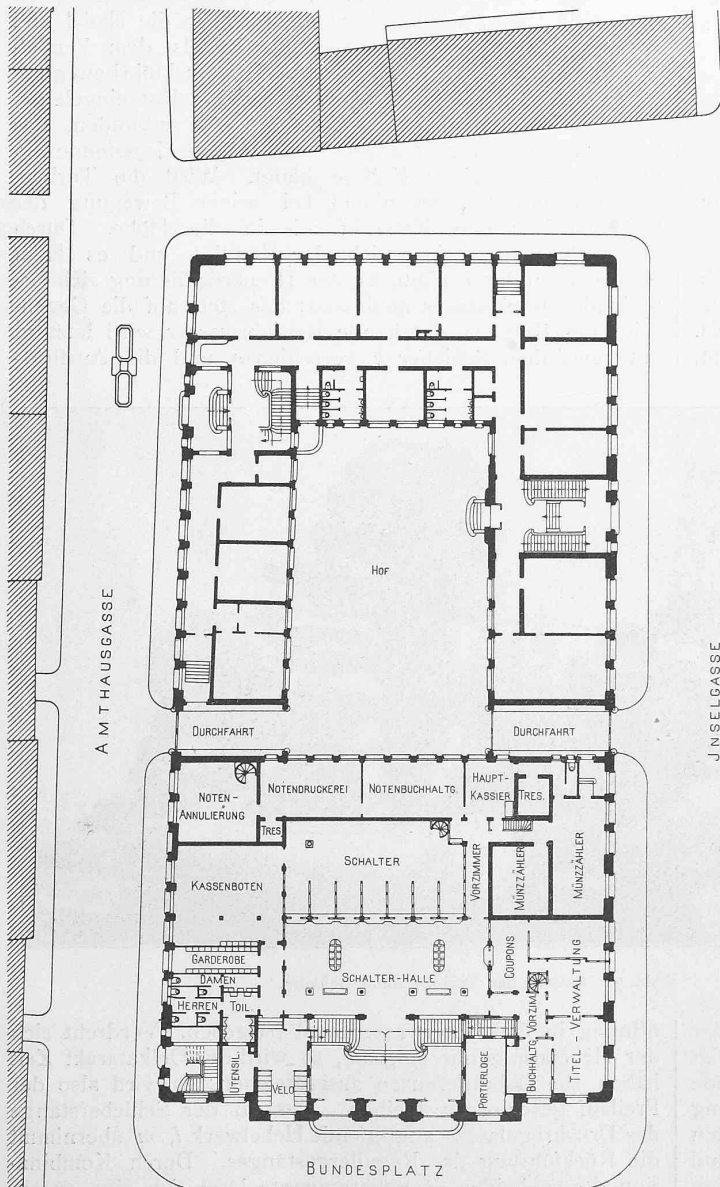 HOF
AMTHAUSGASSE
JNSELGASSE
DURCHFAHRT
DURCHFAHRT
NOTEN-
ANNULIERUNG
NOTENDRUCKEREI
NOTENBUCHHALTG.
HAUPT-
KASSIER
TRES.
TRES
SCHALTER
VORZIMMER
MÜNZZÄHLER
MÜNZZÄHLER
KASSENBOTEN
GARDEROBE
DAMEN
HERREN
TOIL
SCHALTER-HALLE
COUPONS
UTENSIL
VELO
PORTIERLOGE
BUCHHALTG.
VORZIM.
TITEL-VERWALTUNG
BUNDESPLATZ